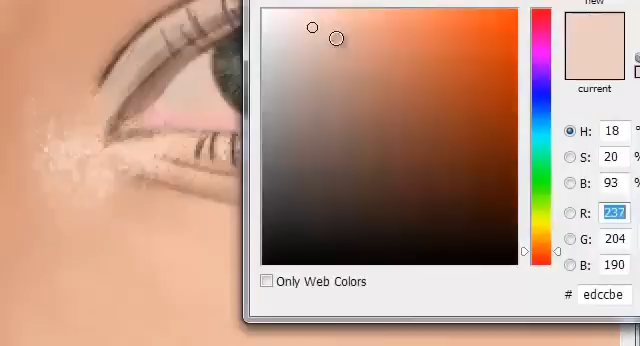 new
current
H: 18 °
S: 20 %
B: 93 %
R: 237
G: 204
B: 190
# edccbe
Only Web Colors